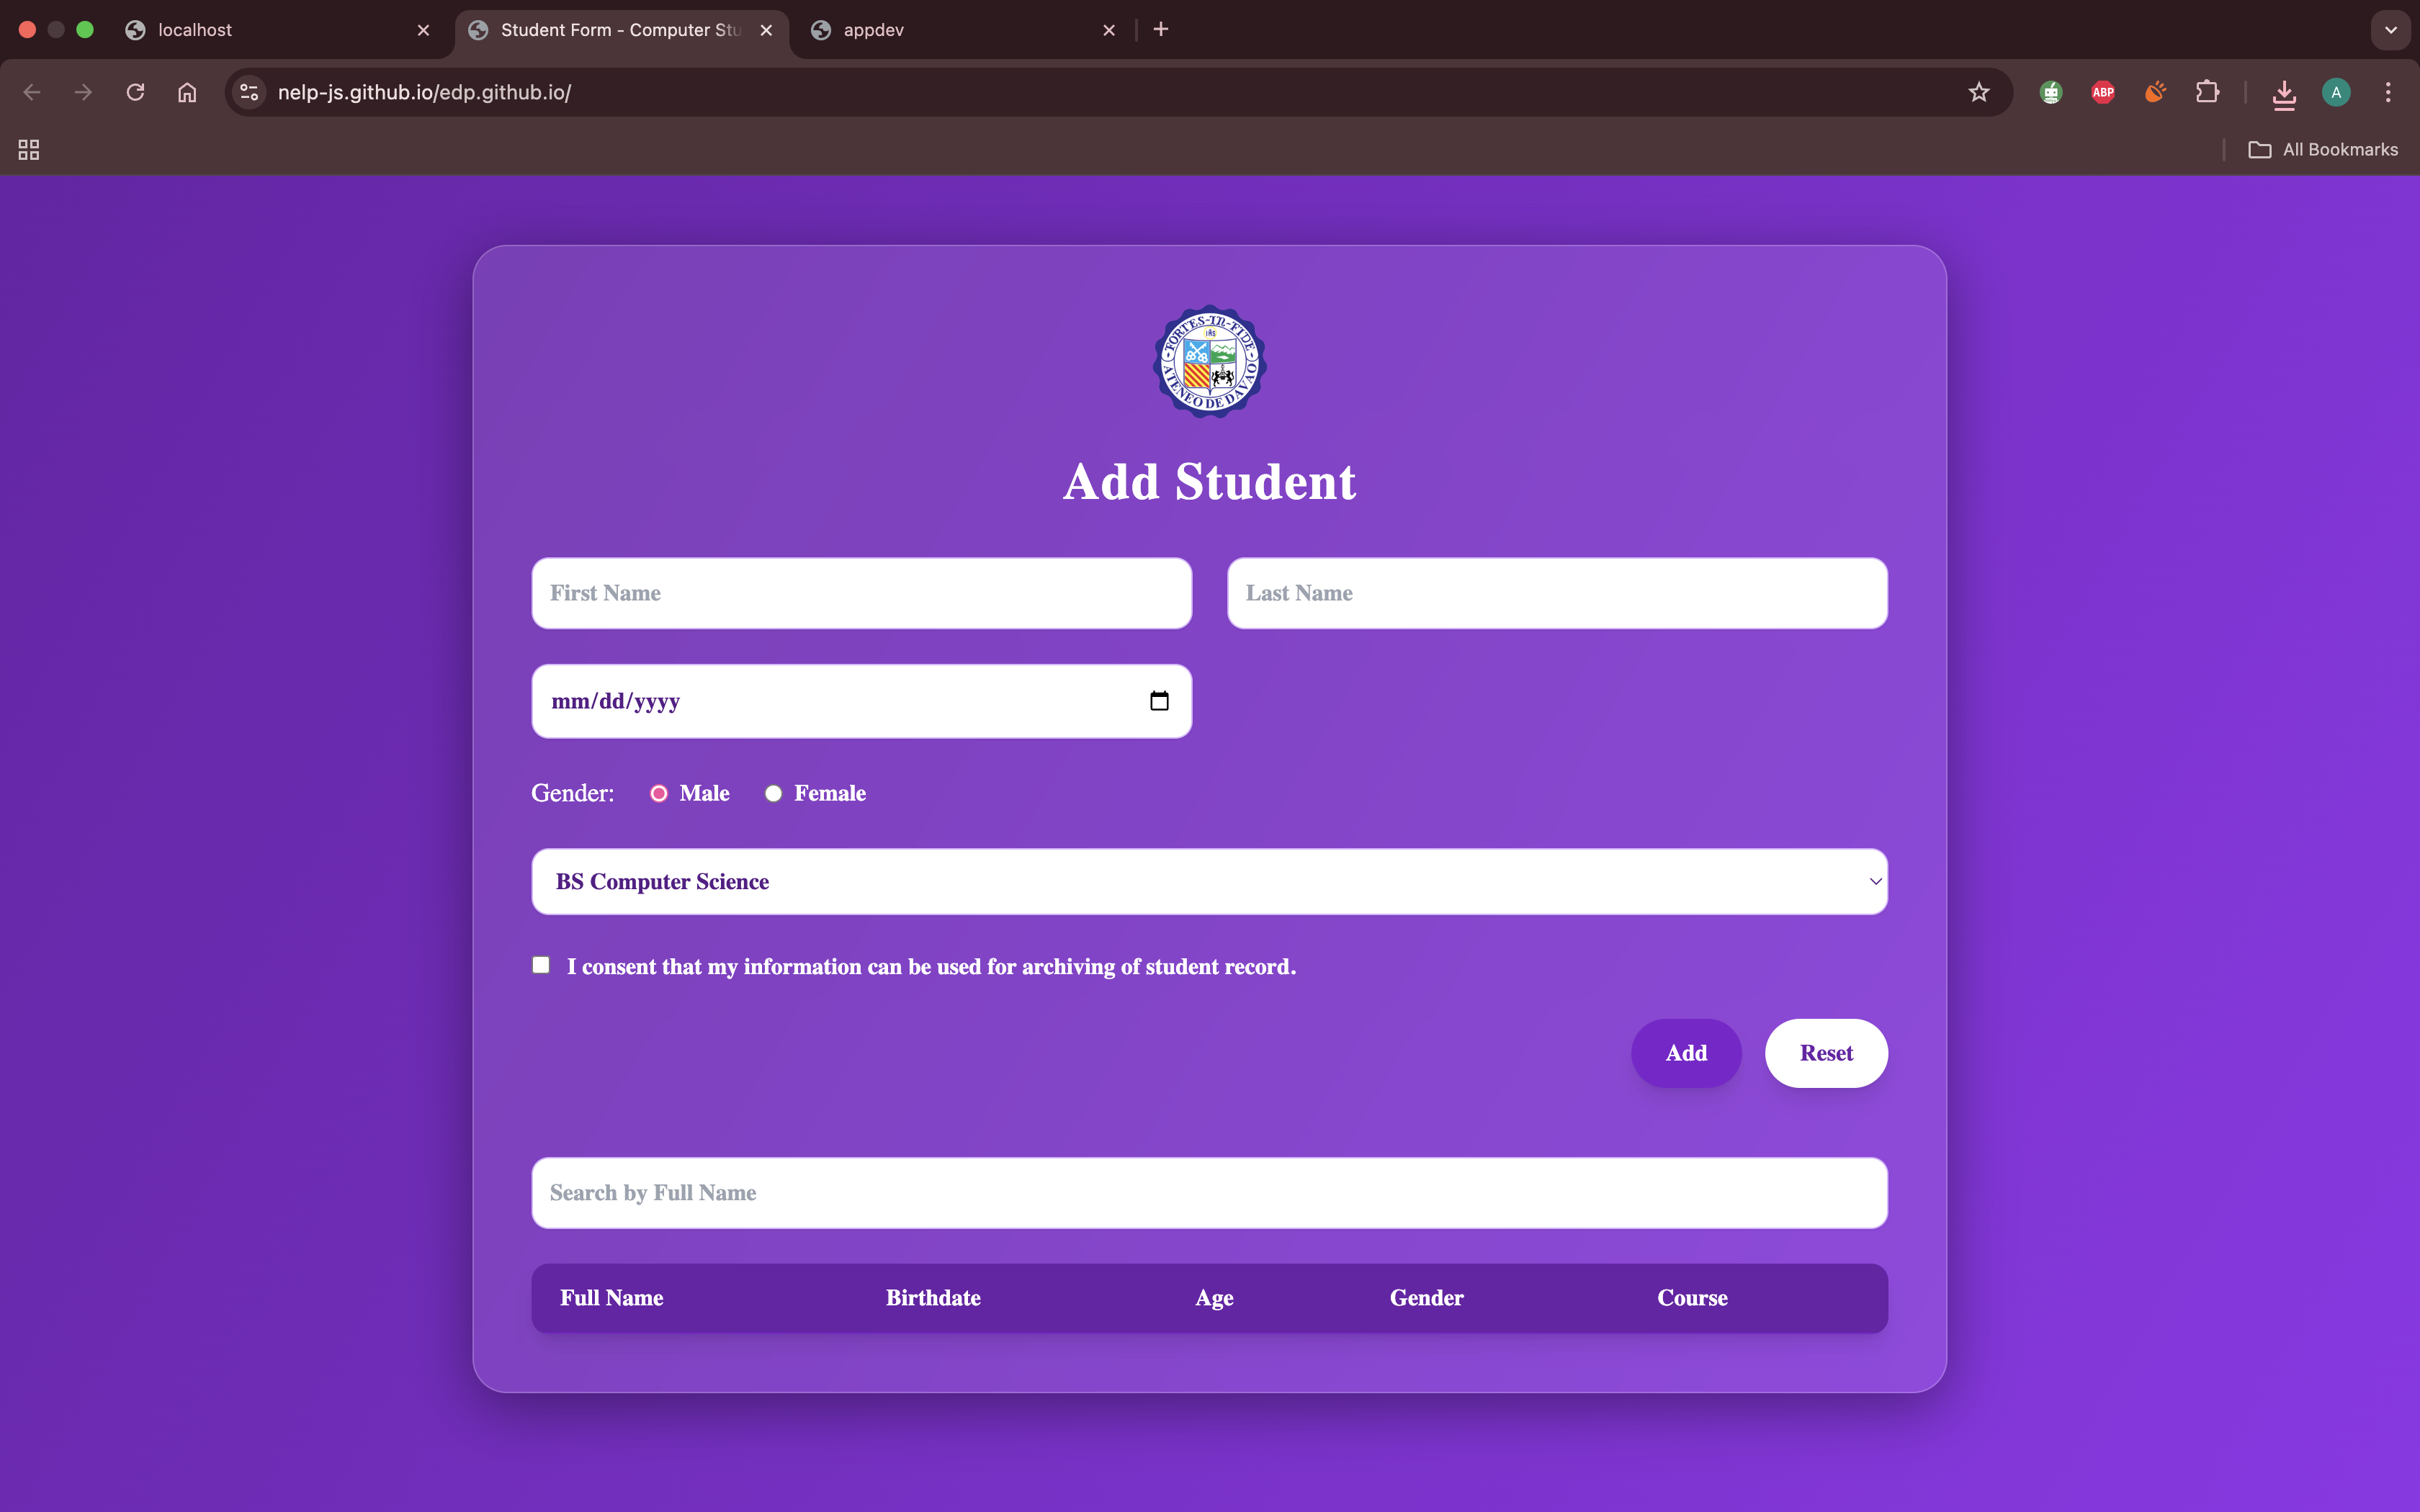 localhost
Student Form - Computer Stu
appdev
nelp-js.github.io/edp.github.io/
ABP
A
All Bookmarks
FORTES-IN-FIDE
IHS
ATENEO DE DAVAO
Add Student
First Name
Last Name
mm/dd/yyyy
Gender: Male Female
BS Computer Science
I consent that my information can be used for archiving of student record.
Add Reset
Search by Full Name
Full Name Birthdate Age Gender Course